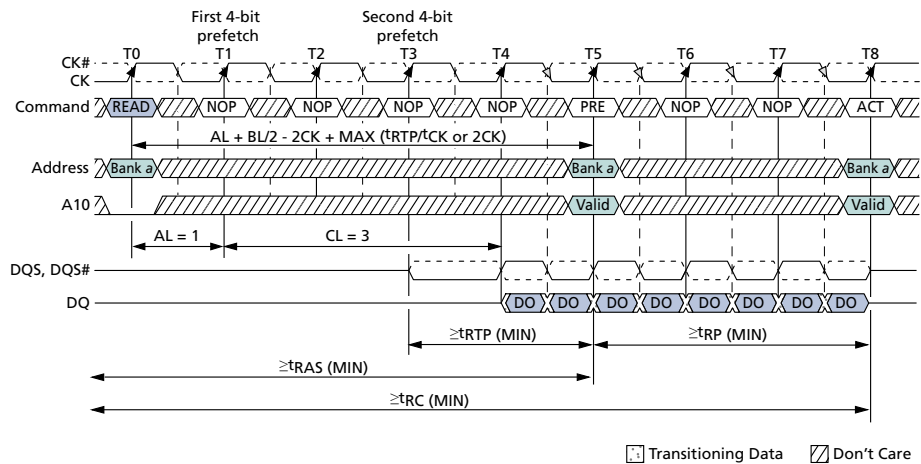 First 4-bit prefetch
Second 4-bit prefetch
T0 T1 T2 T3 T4 T5 T6 T7 T8
CK#
CK
Command READ NOP NOP NOP NOP PRE NOP NOP ACT
AL + BL/2 - 2CK + MAX (tRTP/tCK or 2CK)
Address Bank a Bank a Bank a
A10 Valid Valid
AL = 1 CL = 3
DQS, DQS#
DQ DO DO DO DO DO DO DO DO
≥tRTP (MIN) ≥tRP (MIN)
≥tRAS (MIN)
≥tRC (MIN)
Transitioning Data Don't Care